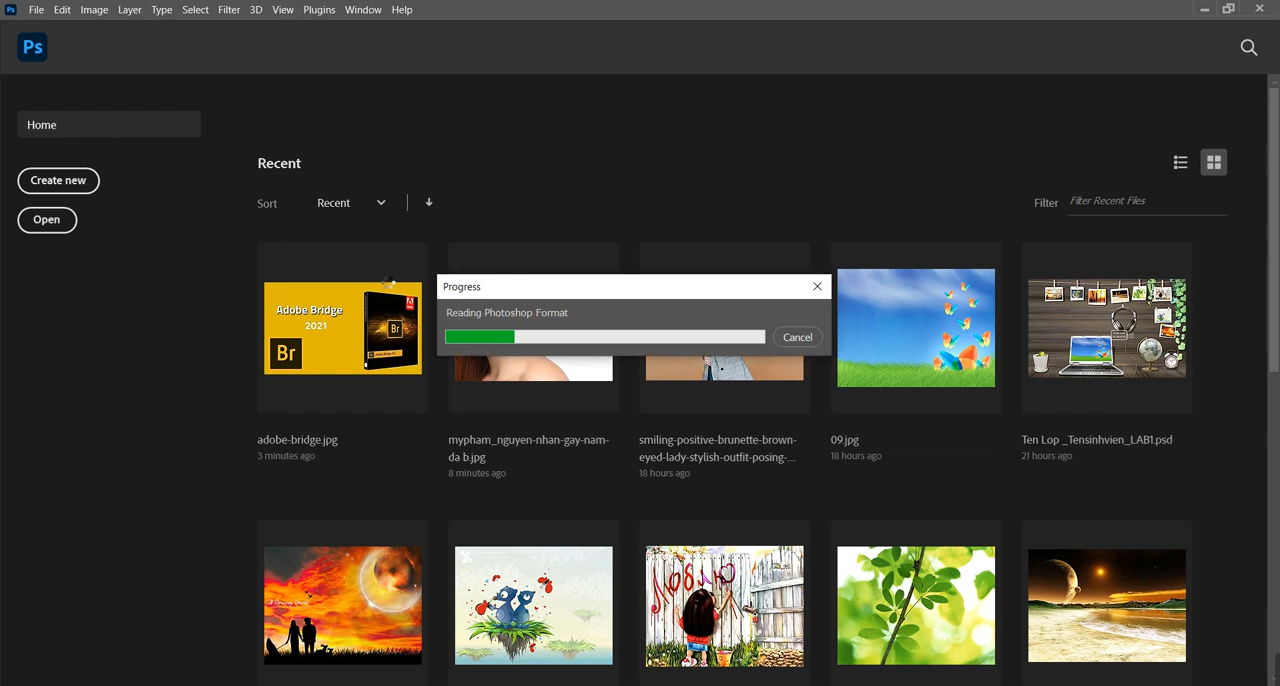 Ps File Edit Image Layer Type Select Filter 3D View Plugins Window Help
Ps
Home
Create new
Open
Recent
Sort Recent
Filter Filter Recent Files
Adobe Bridge
2021
Br
Br
Progress
Reading Photoshop Format
Cancel
adobe-bridge.jpg
3 minutes ago
mypham_nguyen-nhan-gay-nam-
da b.jpg
8 minutes ago
smiling-positive-brunette-brown-
eyed-lady-stylish-outfit-posing-...
18 hours ago
09.jpg
18 hours ago
Ten Lop _Tensinhvien_LAB1.psd
21 hours ago
Люблю